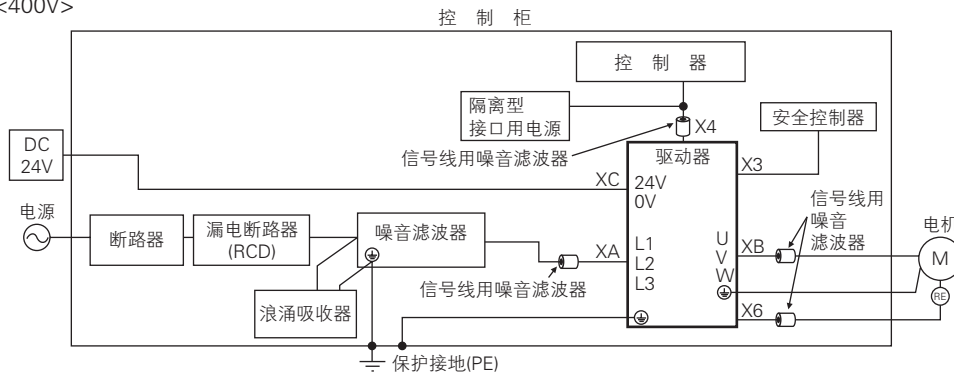 <400V>
控 制 柜
控 制 器
隔离型
接口用电源
X4
信号线用噪音滤波器
安全控制器
DC
24V
驱动器
X3
XC
24V
0V
信号线用
噪音
滤波器
电源
断路器
漏电断路器
(RCD)
噪音滤波器
XA
L1
L2
L3
U
V
W
XB
电机
M
RE
信号线用噪音滤波器
浪涌吸收器
X6
保护接地(PE)